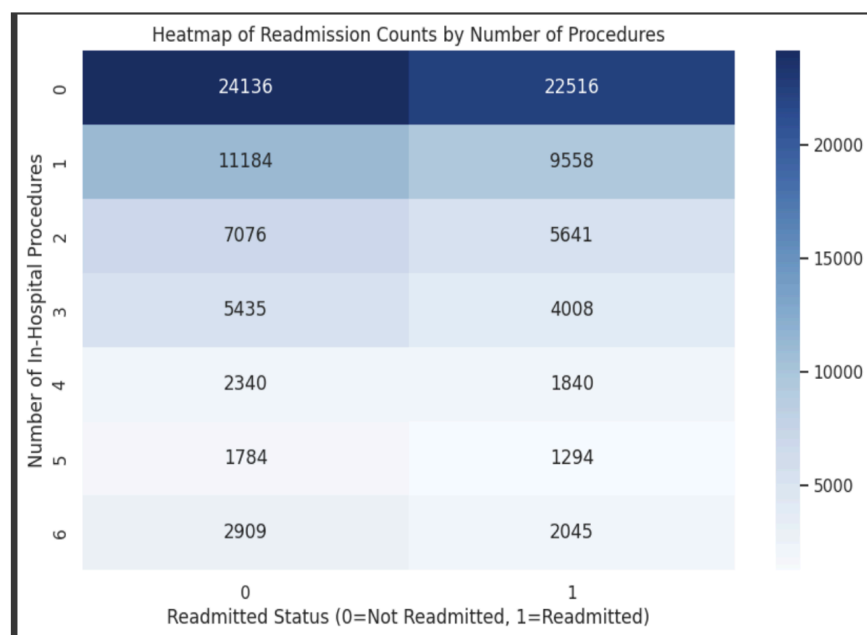 Heatmap of Readmission Counts by Number of Procedures
Number of In-Hospital Procedures
0 24136 22516
1 11184 9558
2 7076 5641
3 5435 4008
4 2340 1840
5 1784 1294
6 2909 2045
0 1
Readmitted Status (0=Not Readmitted, 1=Readmitted)
20000
15000
10000
5000